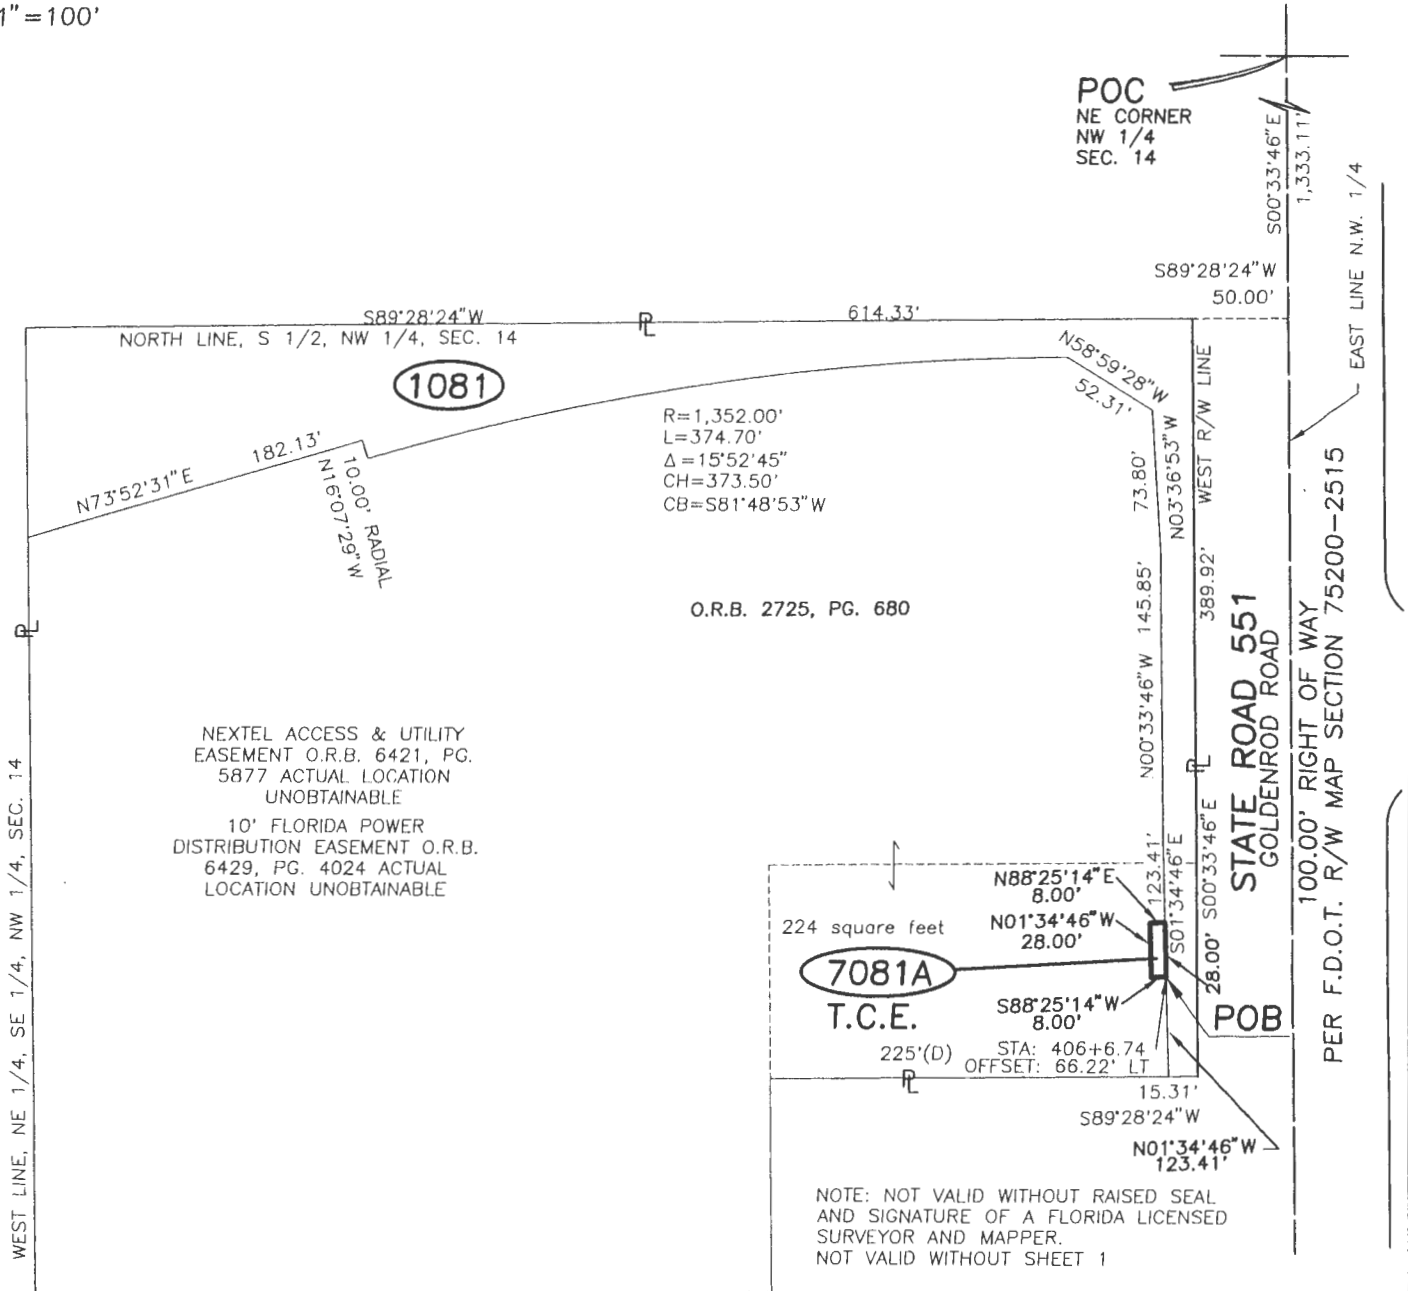 1"=100'
POC
NE CORNER
NW 1/4
SEC. 14
S00°33'46"E
1,333.11'
EAST LINE N.W. 1/4
S89°28'24"W
50.00'
S89°28'24"W
614.33'
NORTH LINE, S 1/2, NW 1/4, SEC. 14
PL
1081
N58°59'28"W
52.31'
R=1,352.00'
L=374.70'
Δ=15°52'45"
CH=373.50'
CB=S81°48'53"W
182.13'
N73°52'31"E
10.00' RADIAL
N16°07'29"W
73.80'
N03°36'53"W
WEST R/W LINE
389.92'
145.85'
N00°33'46"W
O.R.B. 2725, PG. 680
STATE ROAD 551
GOLDENROD ROAD
100.00' RIGHT OF WAY
PER F.D.O.T. R/W MAP SECTION 75200-2515
PL
PL
NEXTEL ACCESS & UTILITY
EASEMENT O.R.B. 6421, PG.
5877 ACTUAL LOCATION
UNOBTAINABLE
10' FLORIDA POWER
DISTRIBUTION EASEMENT O.R.B.
6429, PG. 4024 ACTUAL
LOCATION UNOBTAINABLE
WEST LINE, NE 1/4, SE 1/4, NW 1/4, SEC. 14
123.41'
S01°34'46"E
S00°33'46"E
28.00'
N88°25'14"E
8.00'
N01°34'46"W
28.00'
224 square feet
7081A
T.C.E.
S88°25'14"W
8.00'
POB
225'(D)
STA: 406+6.74
OFFSET: 66.22' LT
PL
15.31'
S89°28'24"W
N01°34'46"W
123.41'
NOTE: NOT VALID WITHOUT RAISED SEAL
AND SIGNATURE OF A FLORIDA LICENSED
SURVEYOR AND MAPPER.
NOT VALID WITHOUT SHEET 1